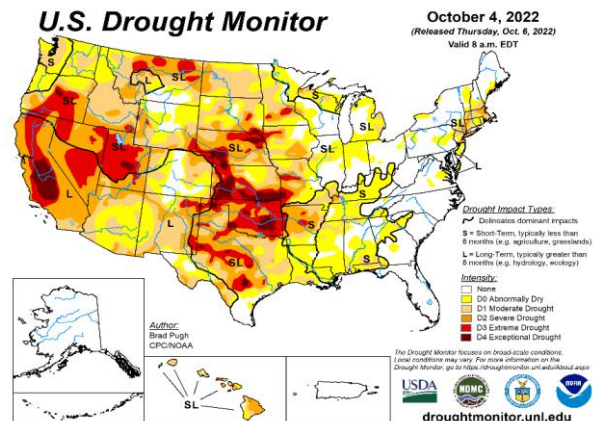 U.S. Drought Monitor
October 4, 2022
(Released Thursday, Oct. 6, 2022)
Valid 8 a.m. EDT
S
L
SL
S
SL
SL
SL
SL
SL
SL
S
L
L
L
S
S
SL
S
Drought Impact Types:
Delineates dominant impacts
S = Short-Term, typically less than
6 months (e.g. agriculture, grasslands)
L = Long-Term, typically greater than
6 months (e.g. hydrology, ecology)
Intensity:
None
D0 Abnormally Dry
D1 Moderate Drought
D2 Severe Drought
D3 Extreme Drought
D4 Exceptional Drought
Author:
Brad Pugh
CPC/NOAA
SL
The Drought Monitor focuses on broad-scale conditions.
Local conditions may vary. For more information on the
Drought Monitor, go to https://droughtmonitor.unl.edu/About.aspx
USDA
NDMC
NOAA
droughtmonitor.unl.edu